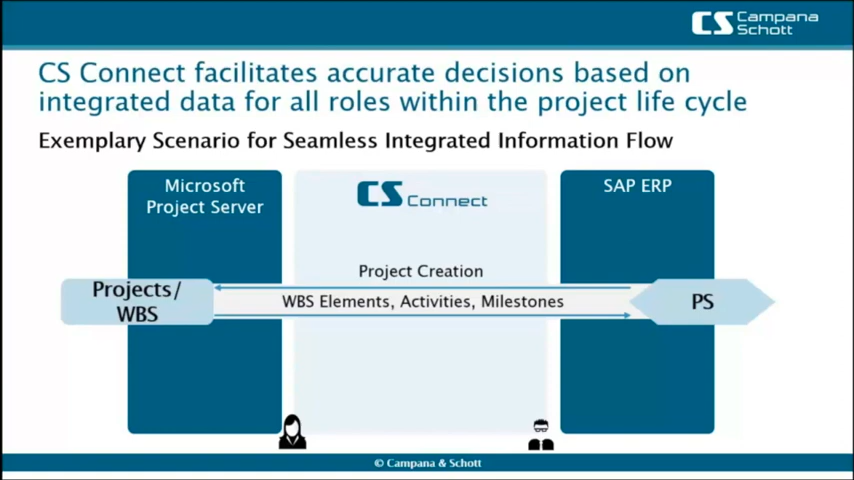 CS Campana
Schott
CS Connect facilitates accurate decisions based on
integrated data for all roles within the project life cycle
Exemplary Scenario for Seamless Integrated Information Flow
Microsoft
Project Server
CS Connect
SAP ERP
Project Creation
Projects/
WBS
WBS Elements, Activities, Milestones
PS
© Campana & Schott